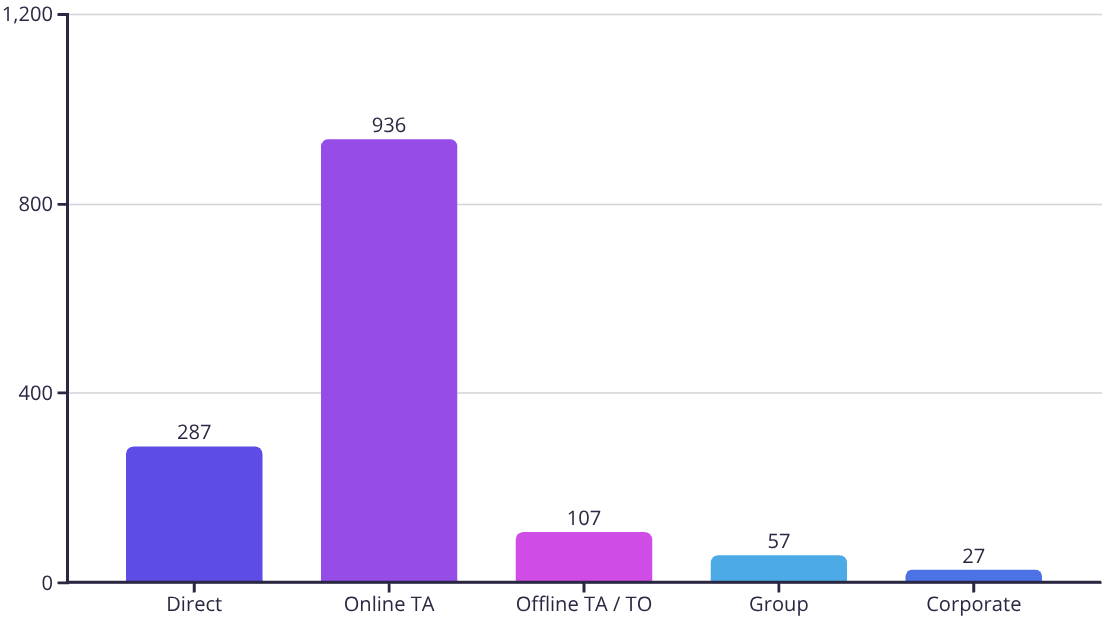 1,200
936
800
287
400
107
57
27
0
Direct
Online TA
Offline TA / TO
Group
Corporate